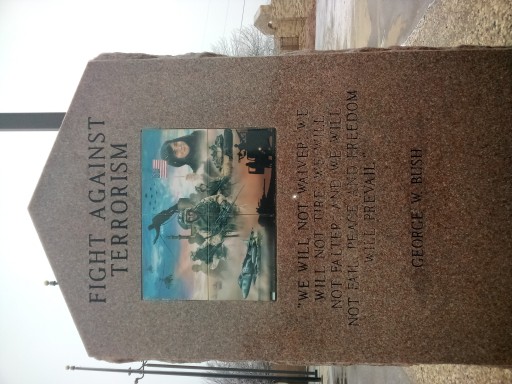 FIGHT AGAINST
TERRORISM
"WE WILL NOT WAIVER, WE
WILL NOT TIRE, WE WILL
NOT FALTER, AND WE WILL
NOT FAIL. PEACE AND FREEDOM
WILL PREVAIL"
GEORGE W. BUSH